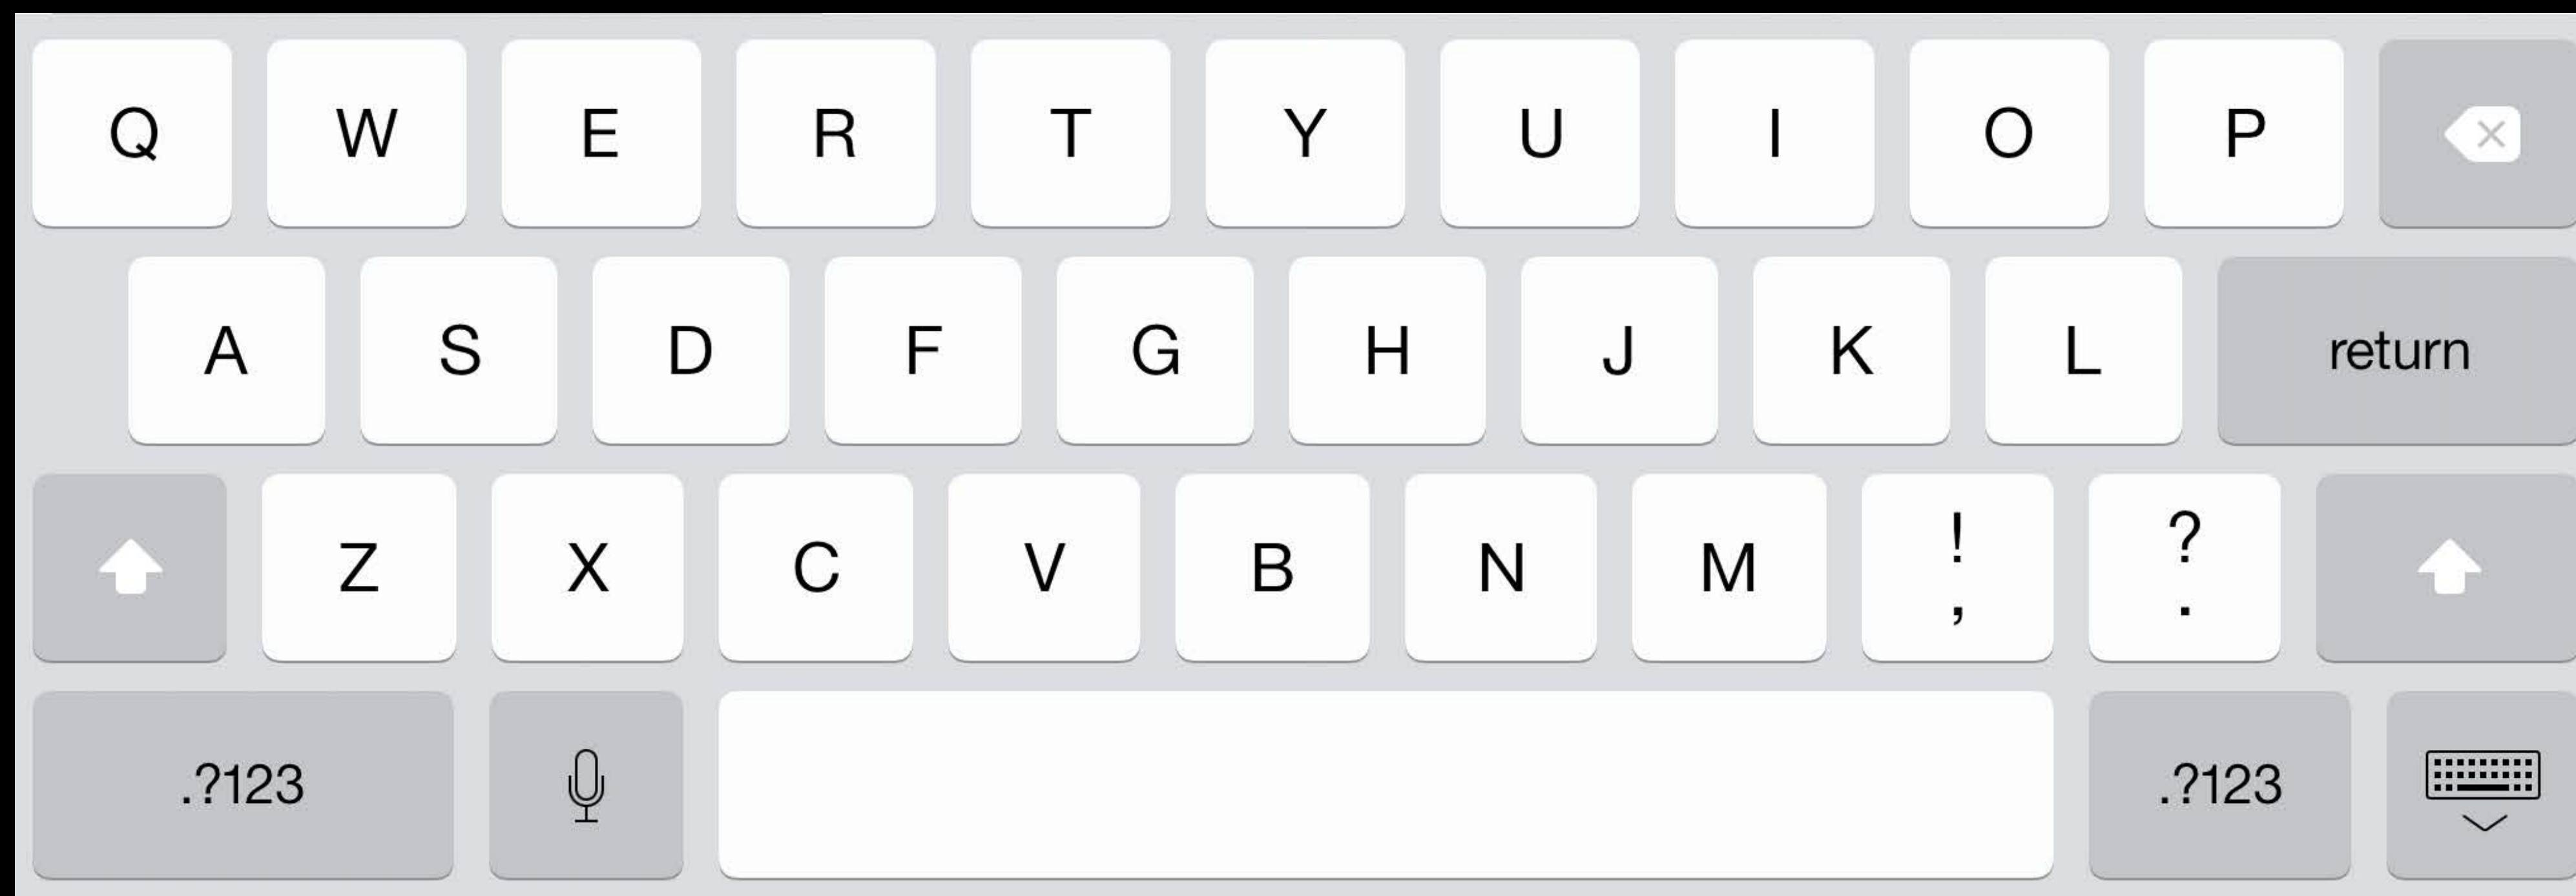 Q W E R T Y U I O P
A S D F G H J K L return
Z X C V B N M ! ?
, .
.?123 .?123